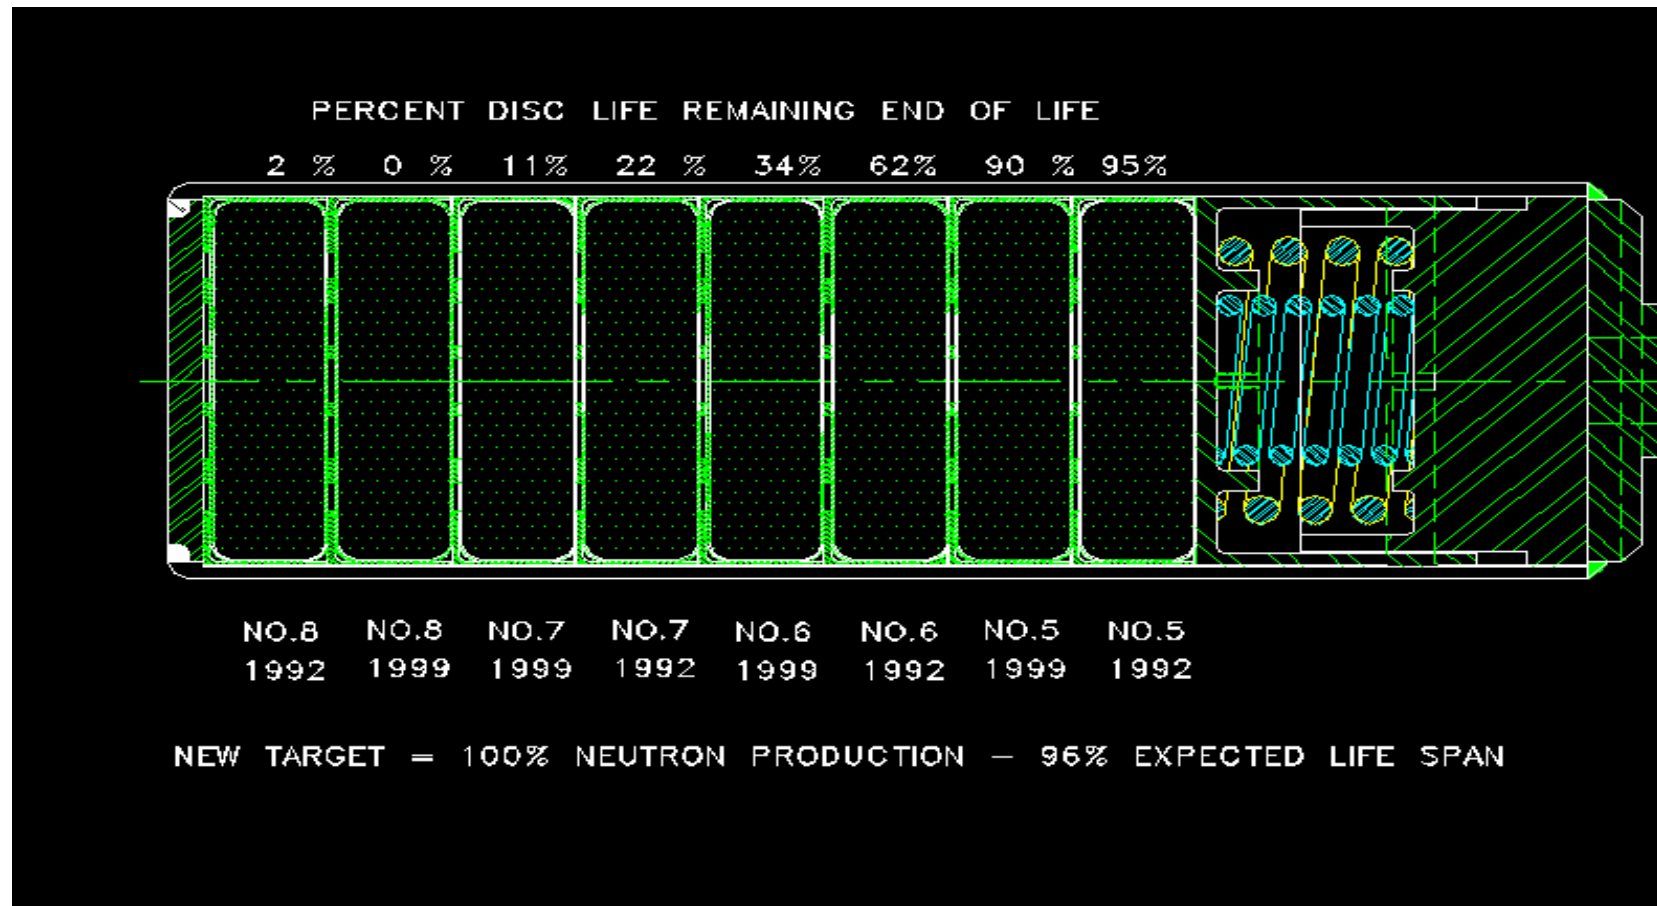 PERCENT DISC LIFE REMAINING END OF LIFE
2 % 0 % 11% 22 % 34% 62% 90 % 95%
NO.8 NO.8 NO.7 NO.7 NO.6 NO.6 NO.5 NO.5
1992 1999 1999 1992 1999 1992 1999 1992
NEW TARGET = 100% NEUTRON PRODUCTION – 96% EXPECTED LIFE SPAN